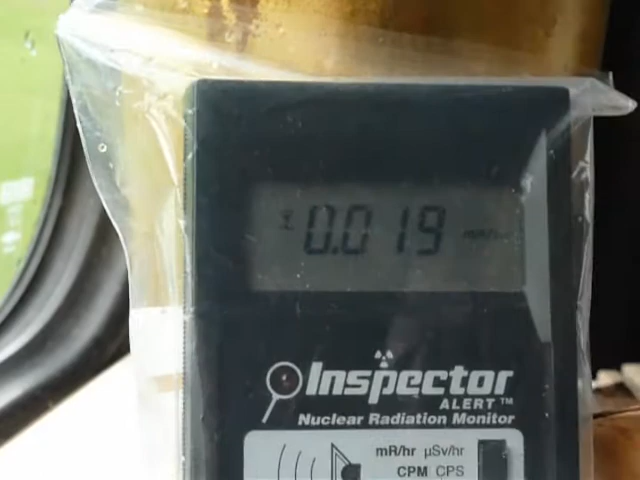 0.019
Inspector
ALERT™
Nuclear Radiation Monitor
mR/hr µSv/hr
CPM CPS